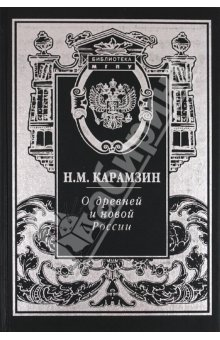 БИБЛИОТЕКА
МГПУ
Н.М. КАРАМЗИН
О древней
и новой
России